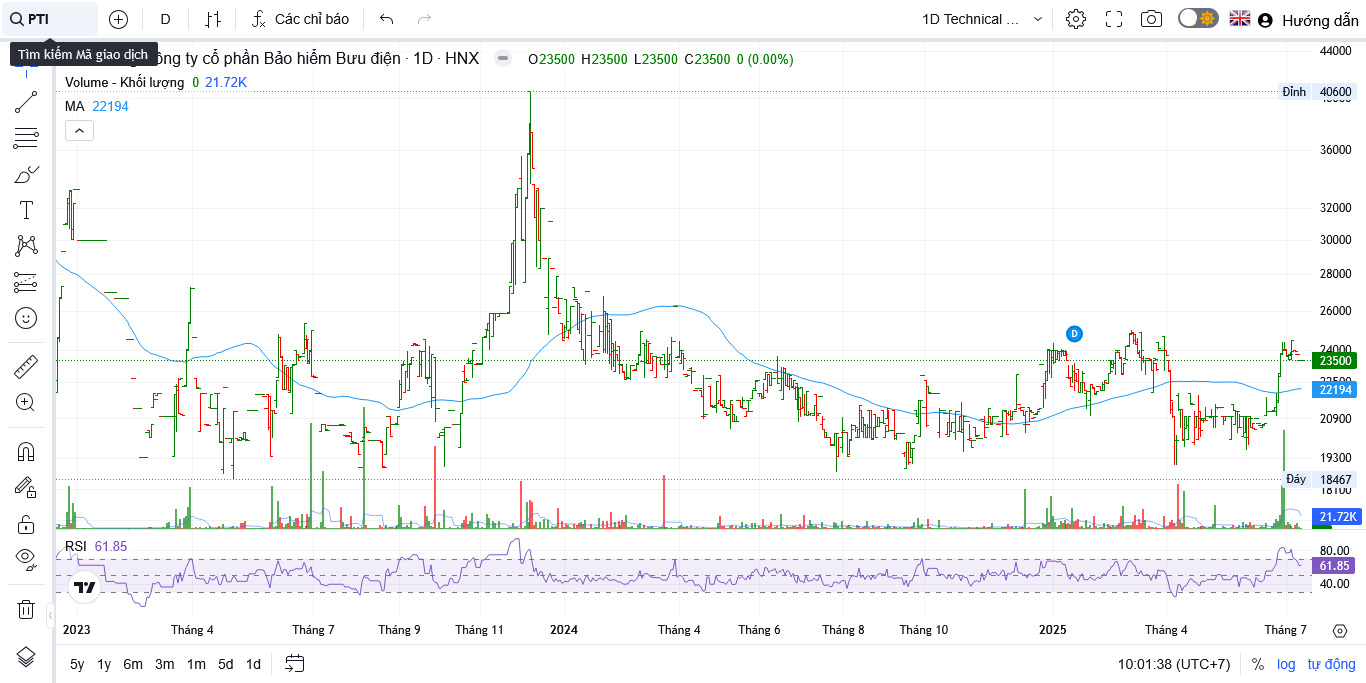 PTI
D
Các chỉ báo
1D Technical ...
Hướng dẫn
Tìm kiếm Mã giao dịch
ông ty cổ phần Bảo hiểm Bưu điện · 1D · HNX
O23500 H23500 L23500 C23500 0 (0.00%)
Volume - Khối lượng 0 21.72K
MA 22194
44000
Đỉnh 40600
36000
32000
30000
28000
26000
24000
23500
22194
20900
19300
Đáy 18467
18100
21.72K
D
RSI 61.85
80.00
61.85
40.00
2023 Tháng 4 Tháng 7 Tháng 9 Tháng 11 2024 Tháng 4 Tháng 6 Tháng 8 Tháng 10 2025 Tháng 4 Tháng 7
5y 1y 6m 3m 1m 5d 1d
10:01:38 (UTC+7) % log tự động